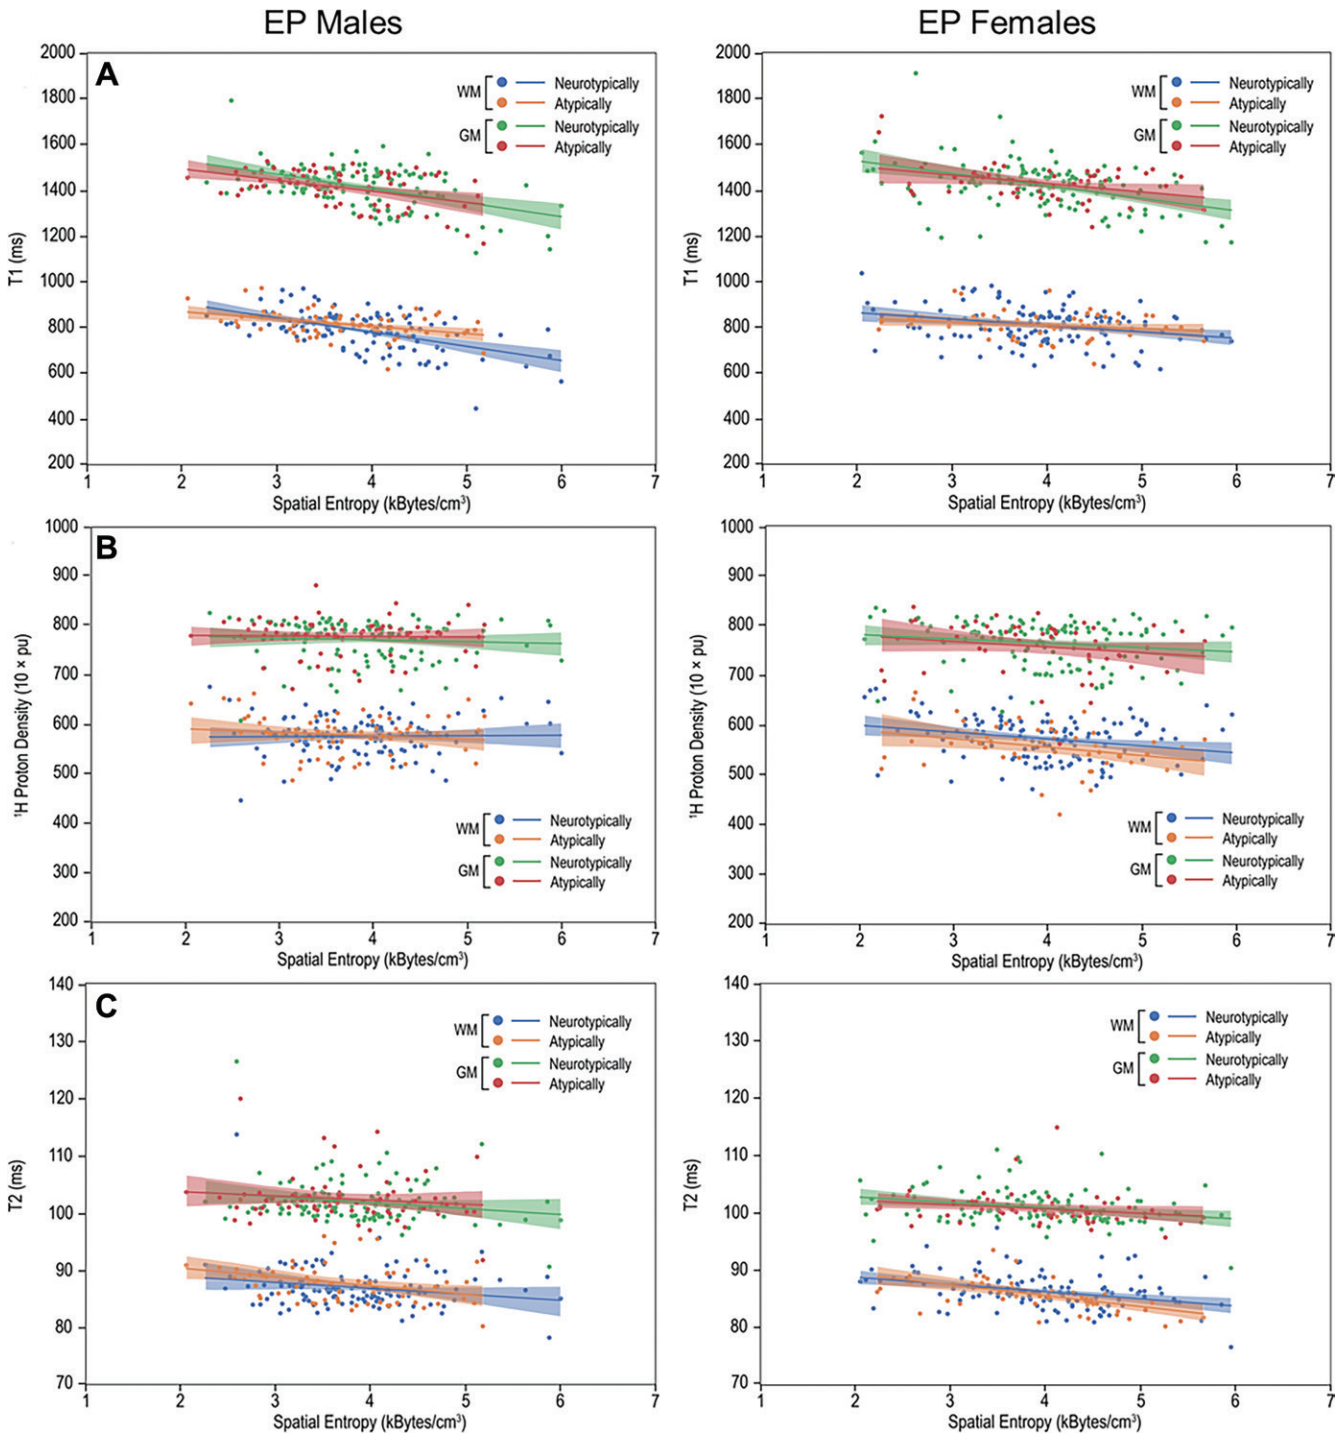 EP Males
EP Females
A
2000
1800
1600
1400
1200
1000
800
600
400
200
T1 (ms)
WM
Neurotypically
Atypically
GM
Neurotypically
Atypically
1 2 3 4 5 6 7
Spatial Entropy (kBytes/cm³)
2000
1800
1600
1400
1200
1000
800
600
400
200
T1 (ms)
WM
Neurotypically
Atypically
GM
Neurotypically
Atypically
1 2 3 4 5 6 7
Spatial Entropy (kBytes/cm³)
B
1000
900
800
700
600
500
400
300
200
¹H Proton Density (10 × pu)
WM
Neurotypically
Atypically
GM
Neurotypically
Atypically
1 2 3 4 5 6 7
Spatial Entropy (kBytes/cm³)
1000
900
800
700
600
500
400
300
200
¹H Proton Density (10 × pu)
WM
Neurotypically
Atypically
GM
Neurotypically
Atypically
1 2 3 4 5 6 7
Spatial Entropy (kBytes/cm³)
C
140
130
120
110
100
90
80
70
T2 (ms)
WM
Neurotypically
Atypically
GM
Neurotypically
Atypically
1 2 3 4 5 6 7
Spatial Entropy (kBytes/cm³)
140
130
120
110
100
90
80
70
T2 (ms)
WM
Neurotypically
Atypically
GM
Neurotypically
Atypically
1 2 3 4 5 6 7
Spatial Entropy (kBytes/cm³)